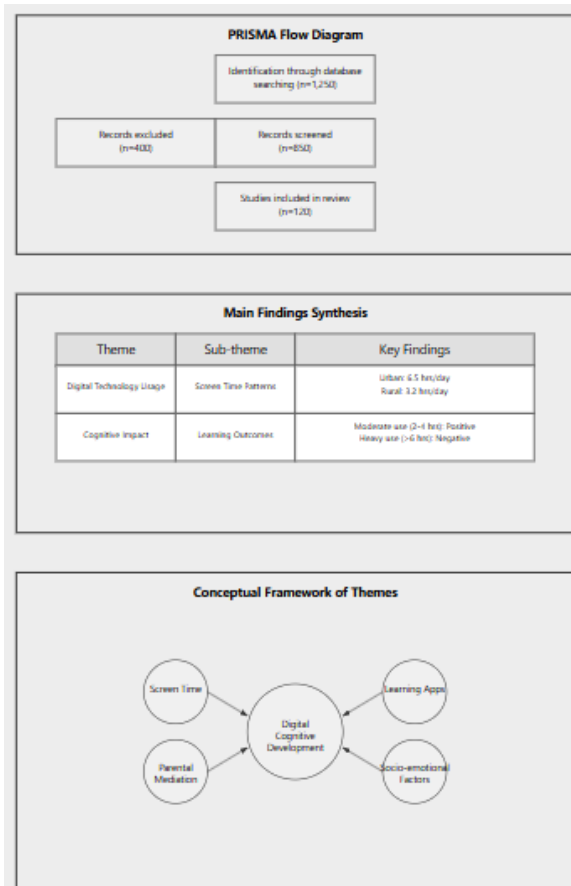 PRISMA Flow Diagram
Identification through database
searching (n=1,250)
Records excluded
(n=400)
Records screened
(n=850)
Studies included in review
(n=120)
Main Findings Synthesis
Theme
Sub-theme
Key Findings
Digital Technology Usage
Screen Time Patterns
Urban: 6.5 hrs/day
Rural: 3.2 hrs/day
Cognitive Impact
Learning Outcomes
Moderate use (2-4 hrs): Positive
Heavy use (>6 hrs): Negative
Conceptual Framework of Themes
Screen Time
Learning Apps
Digital
Cognitive
Development
Parental
Mediation
Socio-emotional
Factors